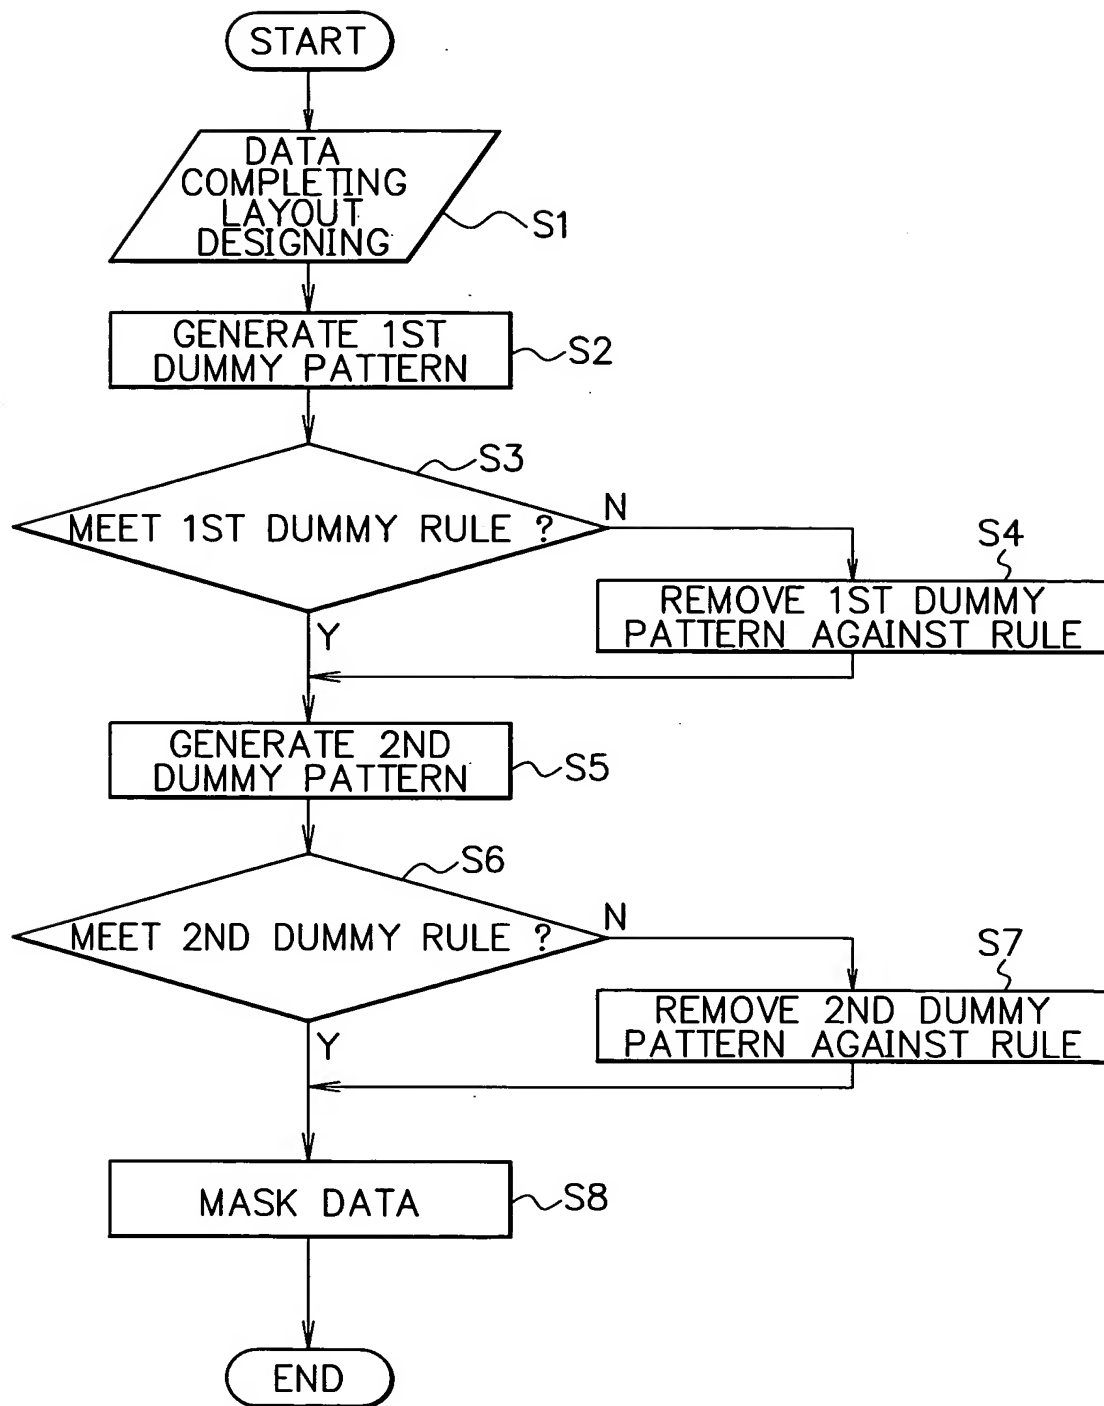 START
DATA
COMPLETING
LAYOUT
DESIGNING
S1
GENERATE 1ST
DUMMY PATTERN
S2
S3
MEET 1ST DUMMY RULE ?
N
Y
S4
REMOVE 1ST DUMMY
PATTERN AGAINST RULE
GENERATE 2ND
DUMMY PATTERN
S5
S6
MEET 2ND DUMMY RULE ?
N
Y
S7
REMOVE 2ND DUMMY
PATTERN AGAINST RULE
MASK DATA
S8
END